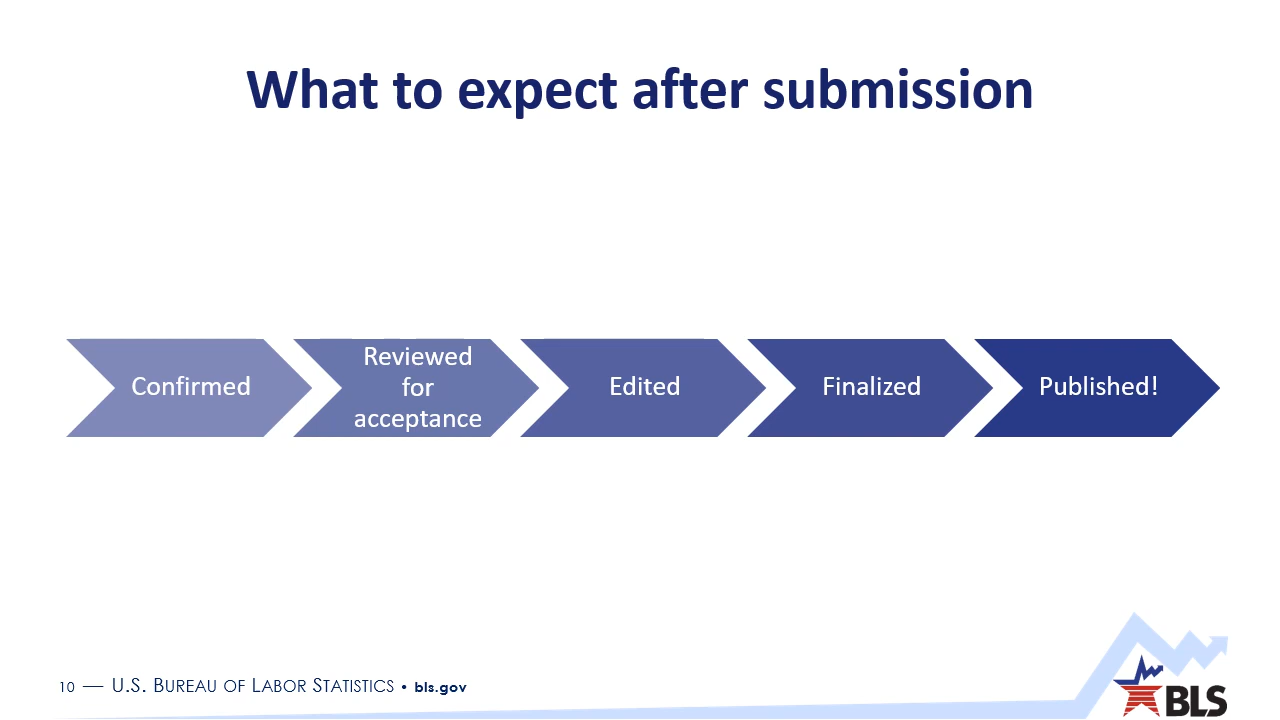 What to expect after submission
Confirmed
Reviewed
for
acceptance
Edited
Finalized
Published!
10 — U.S. BUREAU OF LABOR STATISTICS • bls.gov
BLS